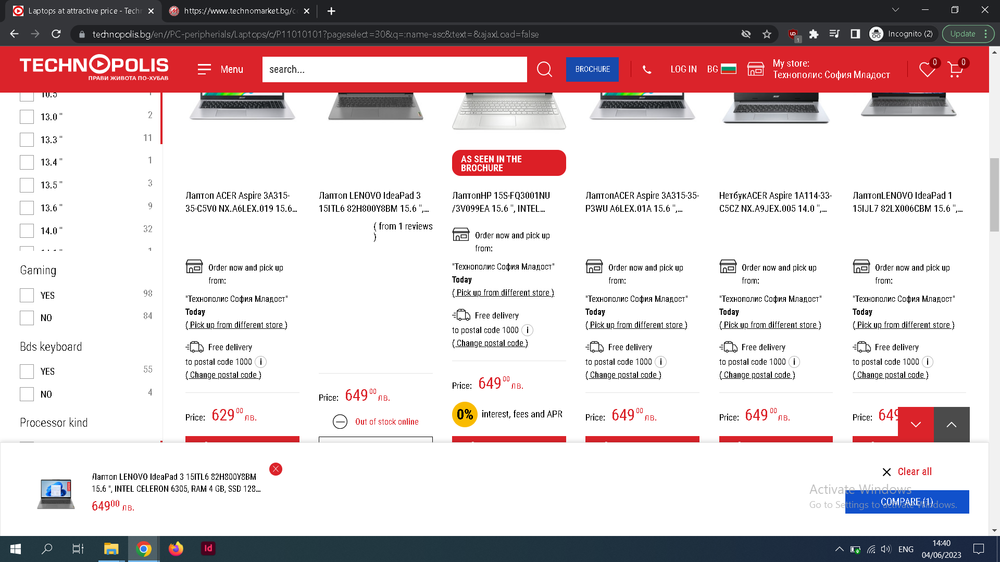 Laptops at attractive price - Techn
https://www.technomarket.bg/c
technopolis.bg/en//PC-peripherials/Laptops/c/P11010101?pageselect=30&q=:name-asc&text=&ajaxLoad=false
1
Incognito (2)
Update
TECHNOPOLIS
ПРАВИ ЖИВОТА ПО-ХУБАВ
Menu
search...
BROCHURE
LOG IN
BG
My store:
Технополис София Младост
0
0
10.5
1
13.0 "
2
13.3 "
11
13.4 "
1
13.5 "
3
13.6 "
9
14.0 "
32
14.1 "
1
Gaming
YES
98
NO
84
Bds keyboard
YES
55
NO
4
Processor kind
Лаптоп ACER Aspire 3A315-
35-C5V0 NX.A6LEX.019 15.6...
Order now and pick up
from:
"Технополис София Младост"
Today
( Pick up from different store )
Free delivery
to postal code 1000 i
( Change postal code )
Price: 629 00 лв.
Лаптоп LENOVO IdeaPad 3
15ITL6 82H800Y8BM 15.6 ",...
( from 1 reviews
)
Price: 649 00 лв.
Out of stock online
AS SEEN IN THE
BROCHURE
ЛаптопHP 15S-FQ3001NU
/3V099EA 15.6 ", INTEL...
Order now and pick up
from:
"Технополис София Младост"
Today
( Pick up from different store )
Free delivery
to postal code 1000 i
( Change postal code )
Price: 649 00 лв.
0% interest, fees and APR
ЛаптопACER Aspire 3A315-35-
P3WU A6LEX.01A 15.6 ",...
Order now and pick up
from:
"Технополис София Младост"
Today
( Pick up from different store )
Free delivery
to postal code 1000 i
( Change postal code )
Price: 649 00 лв.
НетбукACER Aspire 1A114-33-
C5CZ NX.A9JEX.005 14.0 ",...
Order now and pick up
from:
"Технополис София Младост"
Today
( Pick up from different store )
Free delivery
to postal code 1000 i
( Change postal code )
Price: 649 00 лв.
ЛаптопLENOVO IdeaPad 1
15IJL7 82LX006CBM 15.6 ",...
Order now and pick up
from:
"Технополис София Младост"
Today
( Pick up from different store )
Free delivery
to postal code 1000 i
( Change postal code )
Price: 649
Лаптоп LENOVO IdeaPad 3 15ITL6 82H800Y8BM
15.6 ", INTEL CELERON 6305, RAM 4 GB, SSD 128...
649 00 лв.
Clear all
COMPARE (1)
Activate Windows
Go to Settings to activate Windows.
Id
ENG
14:40
04/06/2023